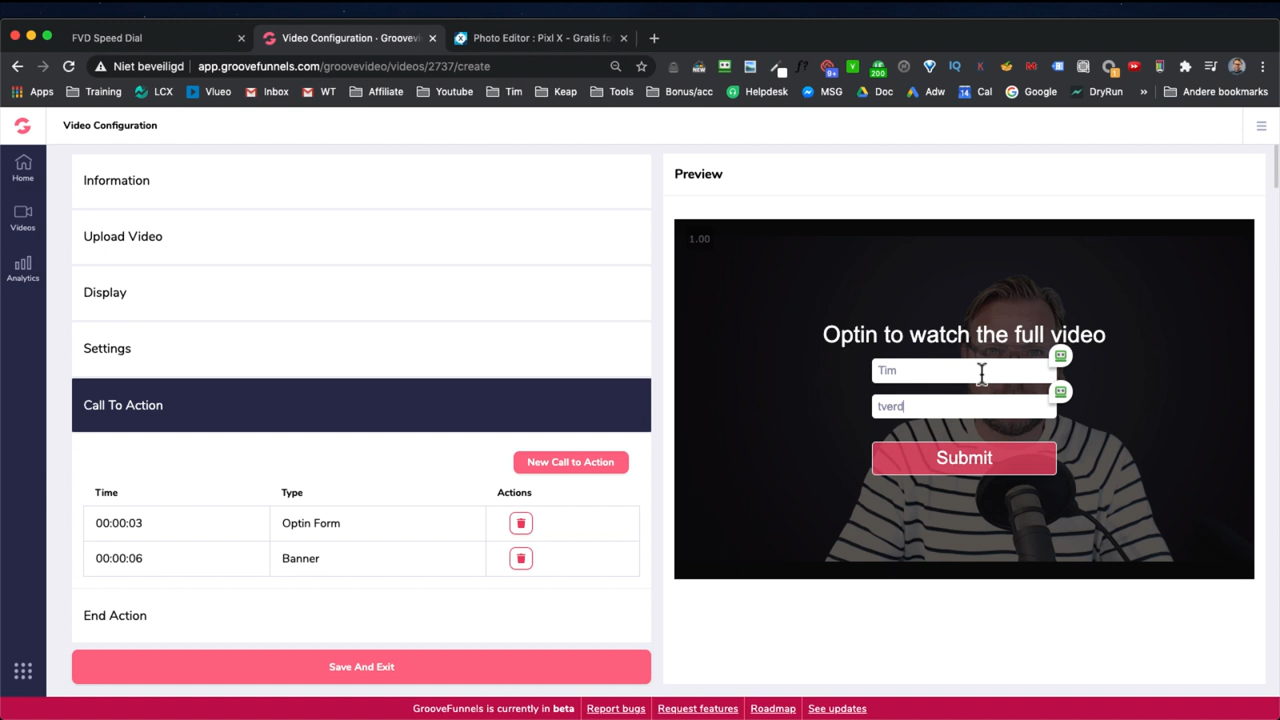 FVD Speed Dial
Video Configuration · Groovevi
Photo Editor : Pixl X - Gratis fo
Niet beveiligd
app.groovefunnels.com/groovevideo/videos/2737/create
Apps
Training
LCX
Vlueo
Inbox
WT
Affiliate
Youtube
Tim
Keap
Tools
Bonus/acc
Helpdesk
MSG
Doc
Adw
Cal
Google
DryRun
Andere bookmarks
Video Configuration
Home
Videos
Analytics
Information
Upload Video
Display
Settings
Call To Action
New Call to Action
Time Type Actions
00:00:03 Optin Form
00:00:06 Banner
End Action
Save And Exit
Preview
1.00
Optin to watch the full video
Tim
tverd
Submit
GrooveFunnels is currently in beta Report bugs Request features Roadmap See updates